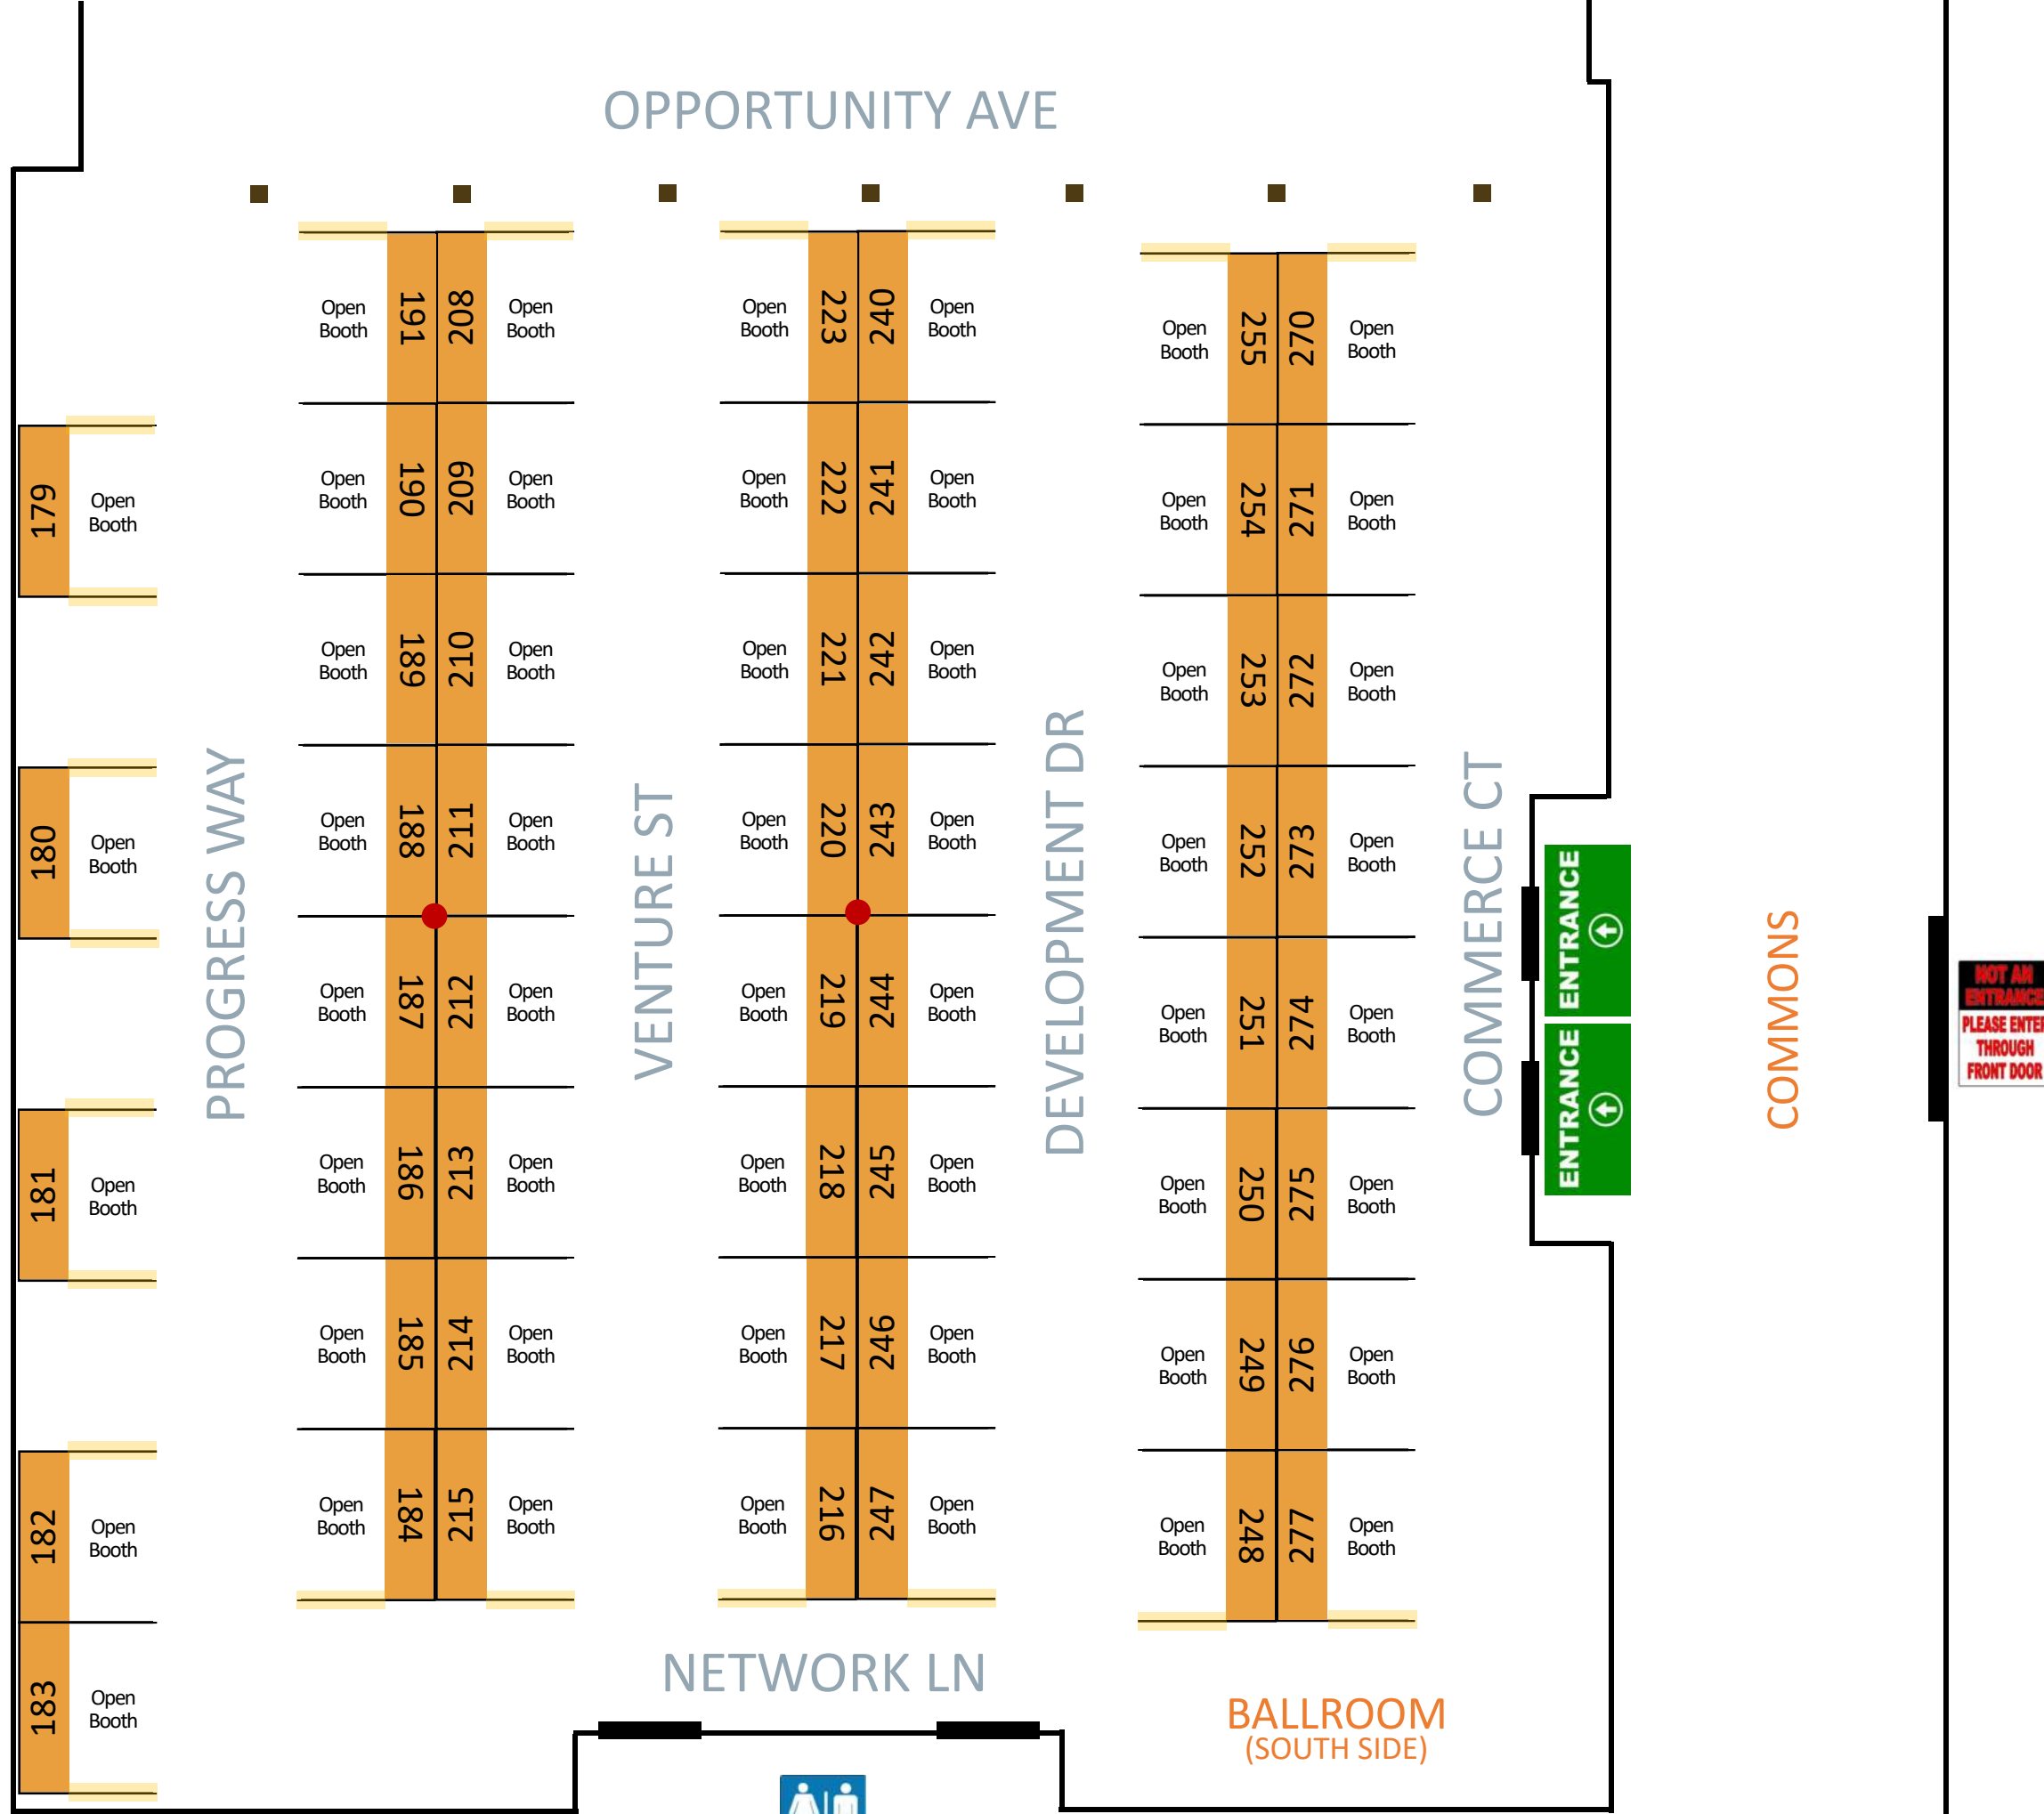 OPPORTUNITY AVE
Open
Booth
191
208
Open
Booth
Open
Booth
223
240
Open
Booth
Open
Booth
255
270
Open
Booth
179
Open
Booth
Open
Booth
190
209
Open
Booth
Open
Booth
222
241
Open
Booth
Open
Booth
254
271
Open
Booth
Open
Booth
189
210
Open
Booth
Open
Booth
221
242
Open
Booth
Open
Booth
253
272
Open
Booth
180
Open
Booth
PROGRESS WAY
Open
Booth
188
211
Open
Booth
VENTURE ST
Open
Booth
220
243
Open
Booth
DEVELOPMENT DR
Open
Booth
252
273
Open
Booth
COMMERCE CT
ENTRANCE
ENTRANCE
COMMONS
NOT AN
ENTRANCE
PLEASE ENTER
THROUGH
FRONT DOOR
Open
Booth
187
212
Open
Booth
Open
Booth
219
244
Open
Booth
Open
Booth
251
274
Open
Booth
181
Open
Booth
Open
Booth
186
213
Open
Booth
Open
Booth
218
245
Open
Booth
Open
Booth
250
275
Open
Booth
Open
Booth
185
214
Open
Booth
Open
Booth
217
246
Open
Booth
Open
Booth
249
276
Open
Booth
182
Open
Booth
Open
Booth
184
215
Open
Booth
Open
Booth
216
247
Open
Booth
Open
Booth
248
277
Open
Booth
183
Open
Booth
NETWORK LN
BALLROOM
(SOUTH SIDE)